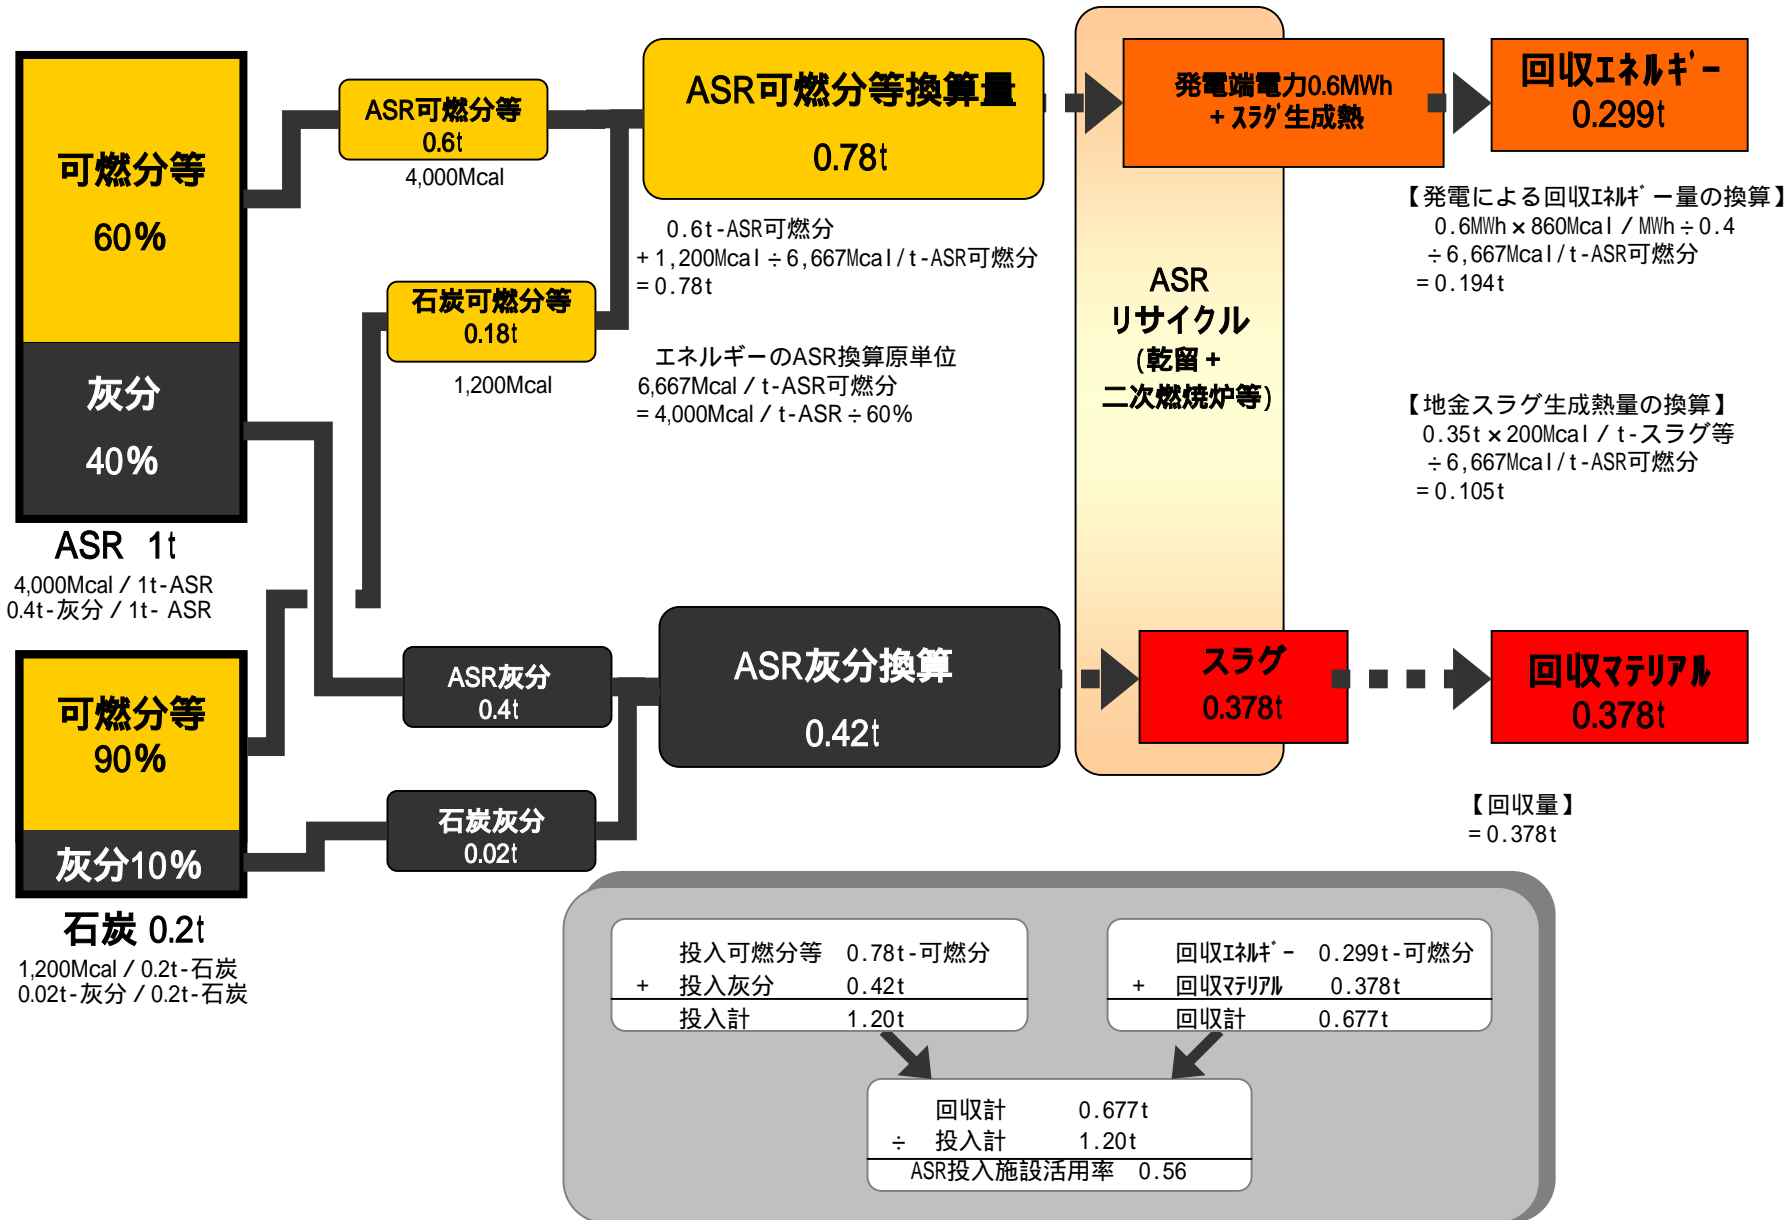 可燃分等
60%
灰分
40%
ASR 1t
4,000Mcal / 1t-ASR
0.4t-灰分 / 1t- ASR
可燃分等
90%
灰分10%
石炭 0.2t
1,200Mcal / 0.2t-石炭
0.02t-灰分 / 0.2t-石炭
ASR可燃分等
0.6t
4,000Mcal
石炭可燃分等
0.18t
1,200Mcal
ASR灰分
0.4t
石炭灰分
0.02t
ASR可燃分等換算量
0.78t
0.6t-ASR可燃分
+1,200Mcal÷6,667Mcal/t-ASR可燃分
=0.78t
エネルギーのASR換算原単位
6,667Mcal / t-ASR可燃分
=4,000Mcal / t-ASR÷60%
ASR灰分換算
0.42t
ASR
リサイクル
(乾留+
二次燃焼炉等)
発電端電力0.6MWh
+ｽﾗｸﾞ生成熱
スラグ
0.378t
回収ｴﾈﾙｷﾞｰ
0.299t
【発電による回収ｴﾈﾙｷﾞー量の換算】
0.6MWh×860Mcal / MWh÷0.4
÷6,667Mcal/t-ASR可燃分
=0.194t
【地金スラグ生成熱量の換算】
0.35t×200Mcal / t-スラグ等
÷6,667Mcal/t-ASR可燃分
=0.105t
回収ﾏﾃﾘｱﾙ
0.378t
【回収量】
=0.378t
投入可燃分等 0.78t-可燃分
+ 投入灰分 0.42t
投入計 1.20t
回収ｴﾈﾙｷﾞｰ 0.299t-可燃分
+ 回収ﾏﾃﾘｱﾙ 0.378t
回収計 0.677t
回収計 0.677t
÷ 投入計 1.20t
ASR投入施設活用率 0.56